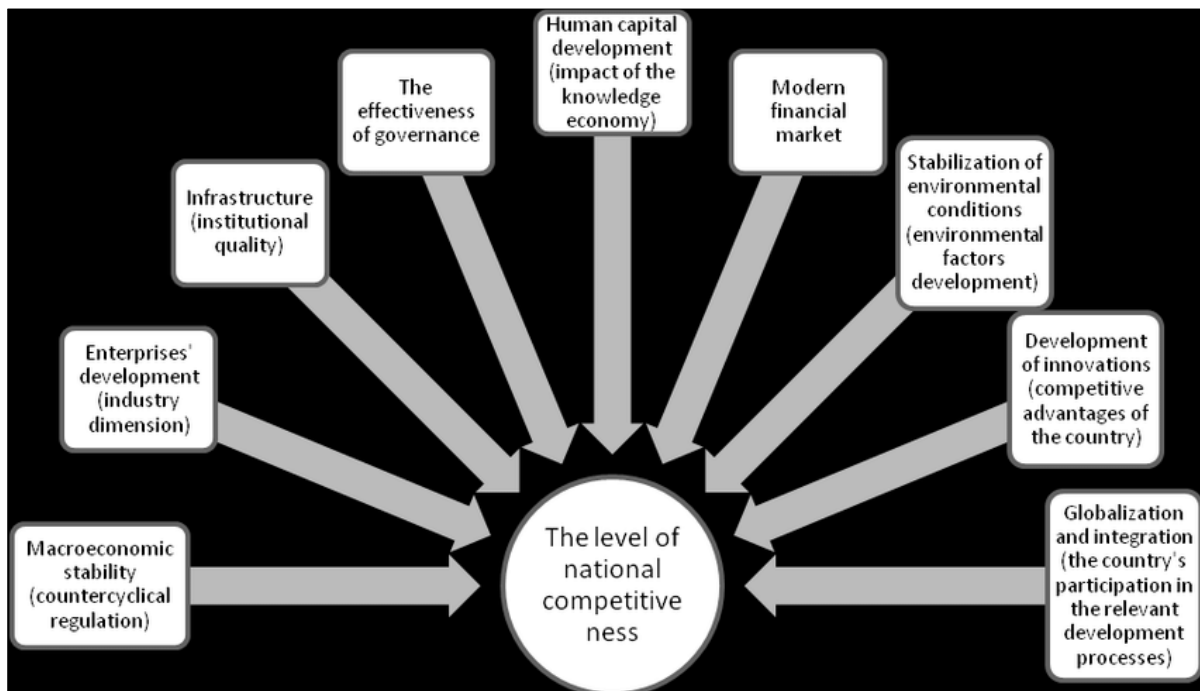 Macroeconomic
stability
(countercyclical
regulation)
Enterprises'
development
(industry
dimension)
Infrastructure
(institutional
quality)
The
effectiveness
of governance
Human capital
development
(impact of the
knowledge
economy)
Modern
financial
market
Stabilization of
environmental
conditions
(environmental
factors
development)
Development
of innovations
(competitive
advantages of
the country)
Globalization
and integration
(the country's
participation in
the relevant
development
processes)
The level of
national
competitive
ness